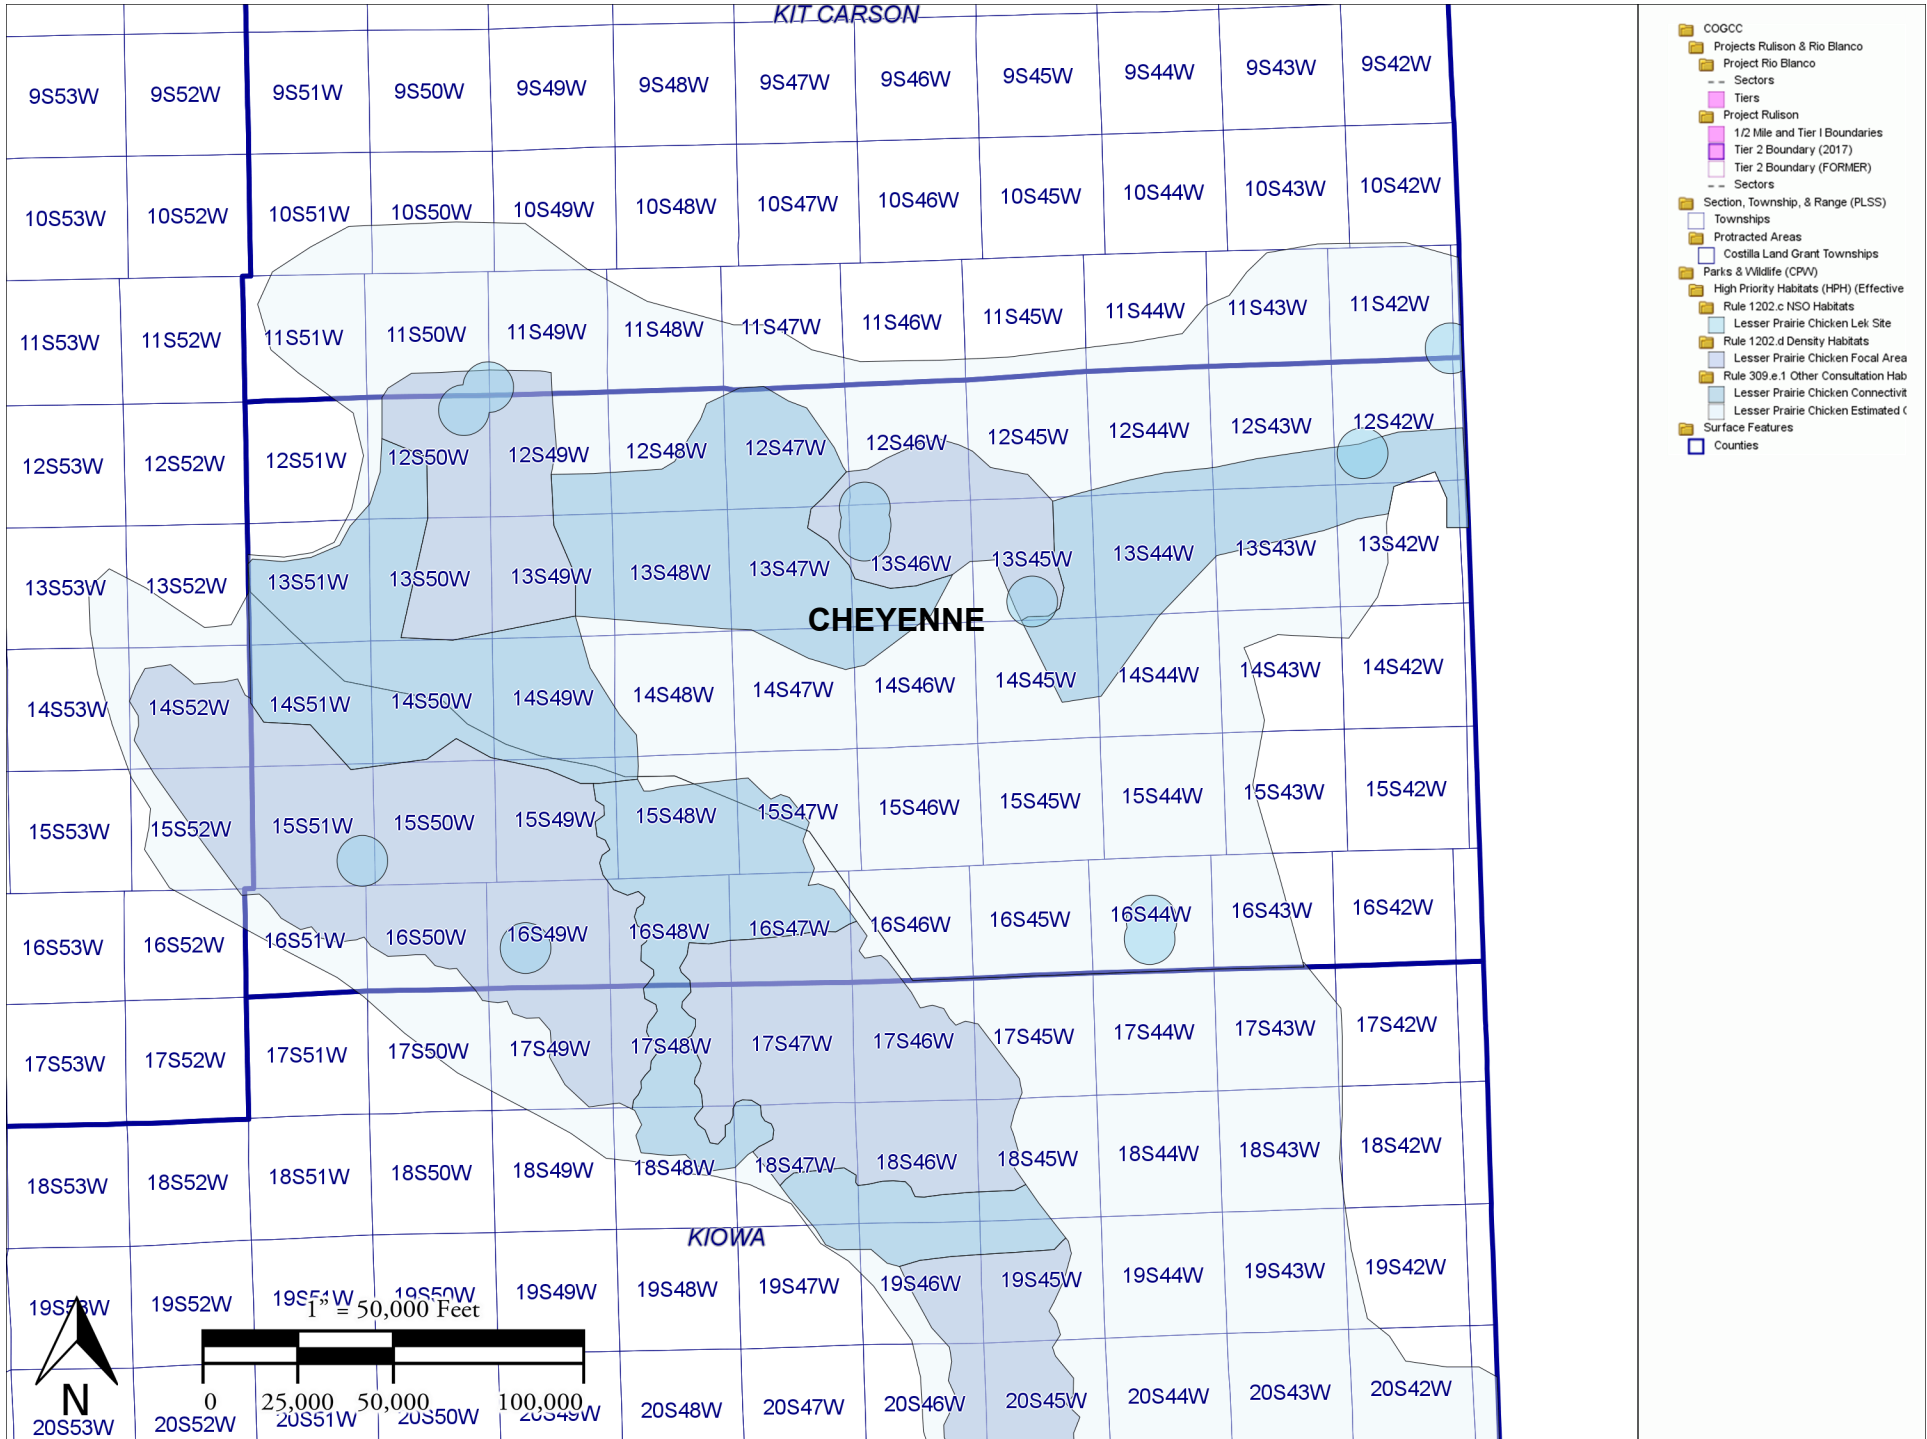 KIT CARSON
9S53W 9S52W 9S51W 9S50W 9S49W 9S48W 9S47W 9S46W 9S45W 9S44W 9S43W 9S42W
10S53W 10S52W 10S51W 10S50W 10S49W 10S48W 10S47W 10S46W 10S45W 10S44W 10S43W 10S42W
11S53W 11S52W 11S51W 11S50W 11S49W 11S48W 11S47W 11S46W 11S45W 11S44W 11S43W 11S42W
12S53W 12S52W 12S51W 12S50W 12S49W 12S48W 12S47W 12S46W 12S45W 12S44W 12S43W 12S42W
13S53W 13S52W 13S51W 13S50W 13S49W 13S48W 13S47W 13S46W 13S45W 13S44W 13S43W 13S42W
CHEYENNE
14S53W 14S52W 14S51W 14S50W 14S49W 14S48W 14S47W 14S46W 14S45W 14S44W 14S43W 14S42W
15S53W 15S52W 15S51W 15S50W 15S49W 15S48W 15S47W 15S46W 15S45W 15S44W 15S43W 15S42W
16S53W 16S52W 16S51W 16S50W 16S49W 16S48W 16S47W 16S46W 16S45W 16S44W 16S43W 16S42W
17S53W 17S52W 17S51W 17S50W 17S49W 17S48W 17S47W 17S46W 17S45W 17S44W 17S43W 17S42W
18S53W 18S52W 18S51W 18S50W 18S49W 18S48W 18S47W 18S46W 18S45W 18S44W 18S43W 18S42W
KIOWA
19S53W 19S52W 19S51W 19S50W 19S49W 19S48W 19S47W 19S46W 19S45W 19S44W 19S43W 19S42W
1" = 50,000 Feet
0 25,000 50,000 100,000
N
20S53W 20S52W 20S51W 20S50W 20S49W 20S48W 20S47W 20S46W 20S45W 20S44W 20S43W 20S42W
COGCC
Projects Rulison & Rio Blanco
Project Rio Blanco
Sectors
Tiers
Project Rulison
1/2 Mile and Tier I Boundaries
Tier 2 Boundary (2017)
Tier 2 Boundary (FORMER)
Sectors
Section, Township, & Range (PLSS)
Townships
Protracted Areas
Costilla Land Grant Townships
Parks & Wildlife (CPW)
High Priority Habitats (HPH) (Effective
Rule 1202.c NSO Habitats
Lesser Prairie Chicken Lek Site
Rule 1202.d Density Habitats
Lesser Prairie Chicken Focal Area
Rule 309.e.1 Other Consultation Hab
Lesser Prairie Chicken Connectivit
Lesser Prairie Chicken Estimated (
Surface Features
Counties